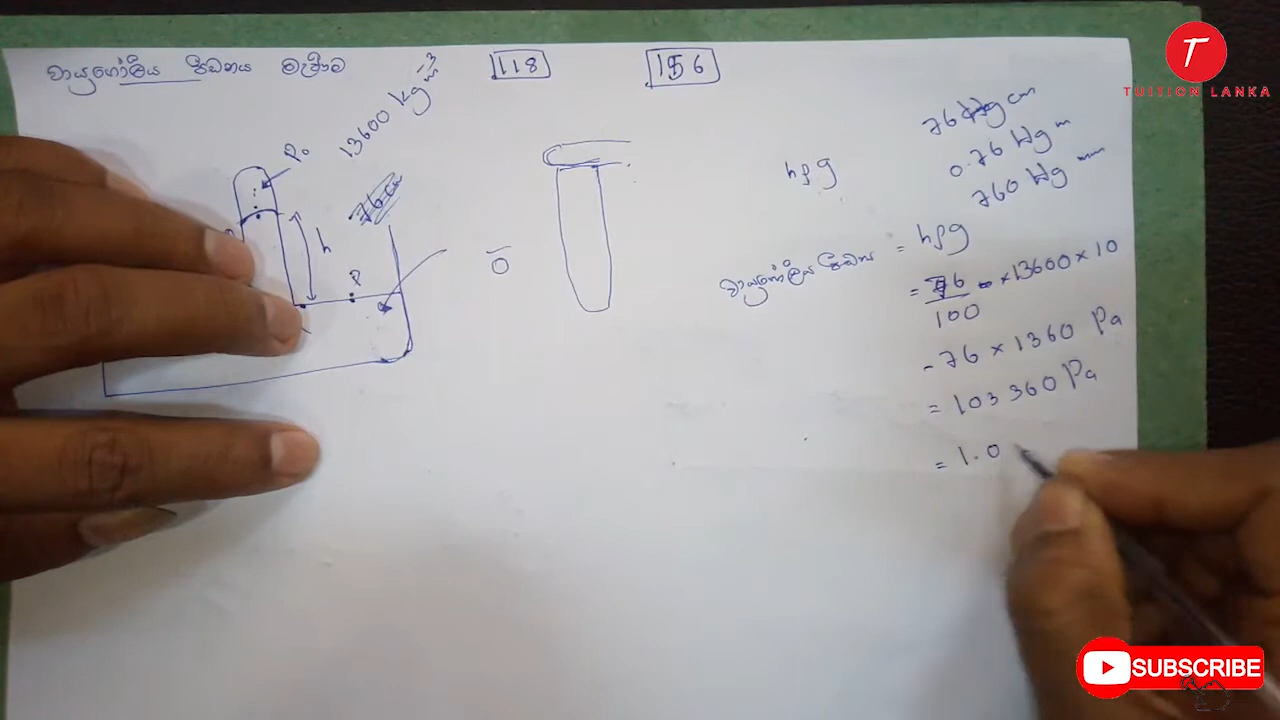 වායුගෝලීය පීඩනය මැනීම
118
156
T
TUITION LANKA
13600 kg m⁻³
P₀
h
76cm
P
hρg
76 Hg cm
0.76 Hg m
760 Hg mm
වායුගෝලීය පීඩනය = hρg
= 76/100 × 13600 × 10
= 76 × 1360 Pa
= 103360 Pa
= 1.0
SUBSCRIBE